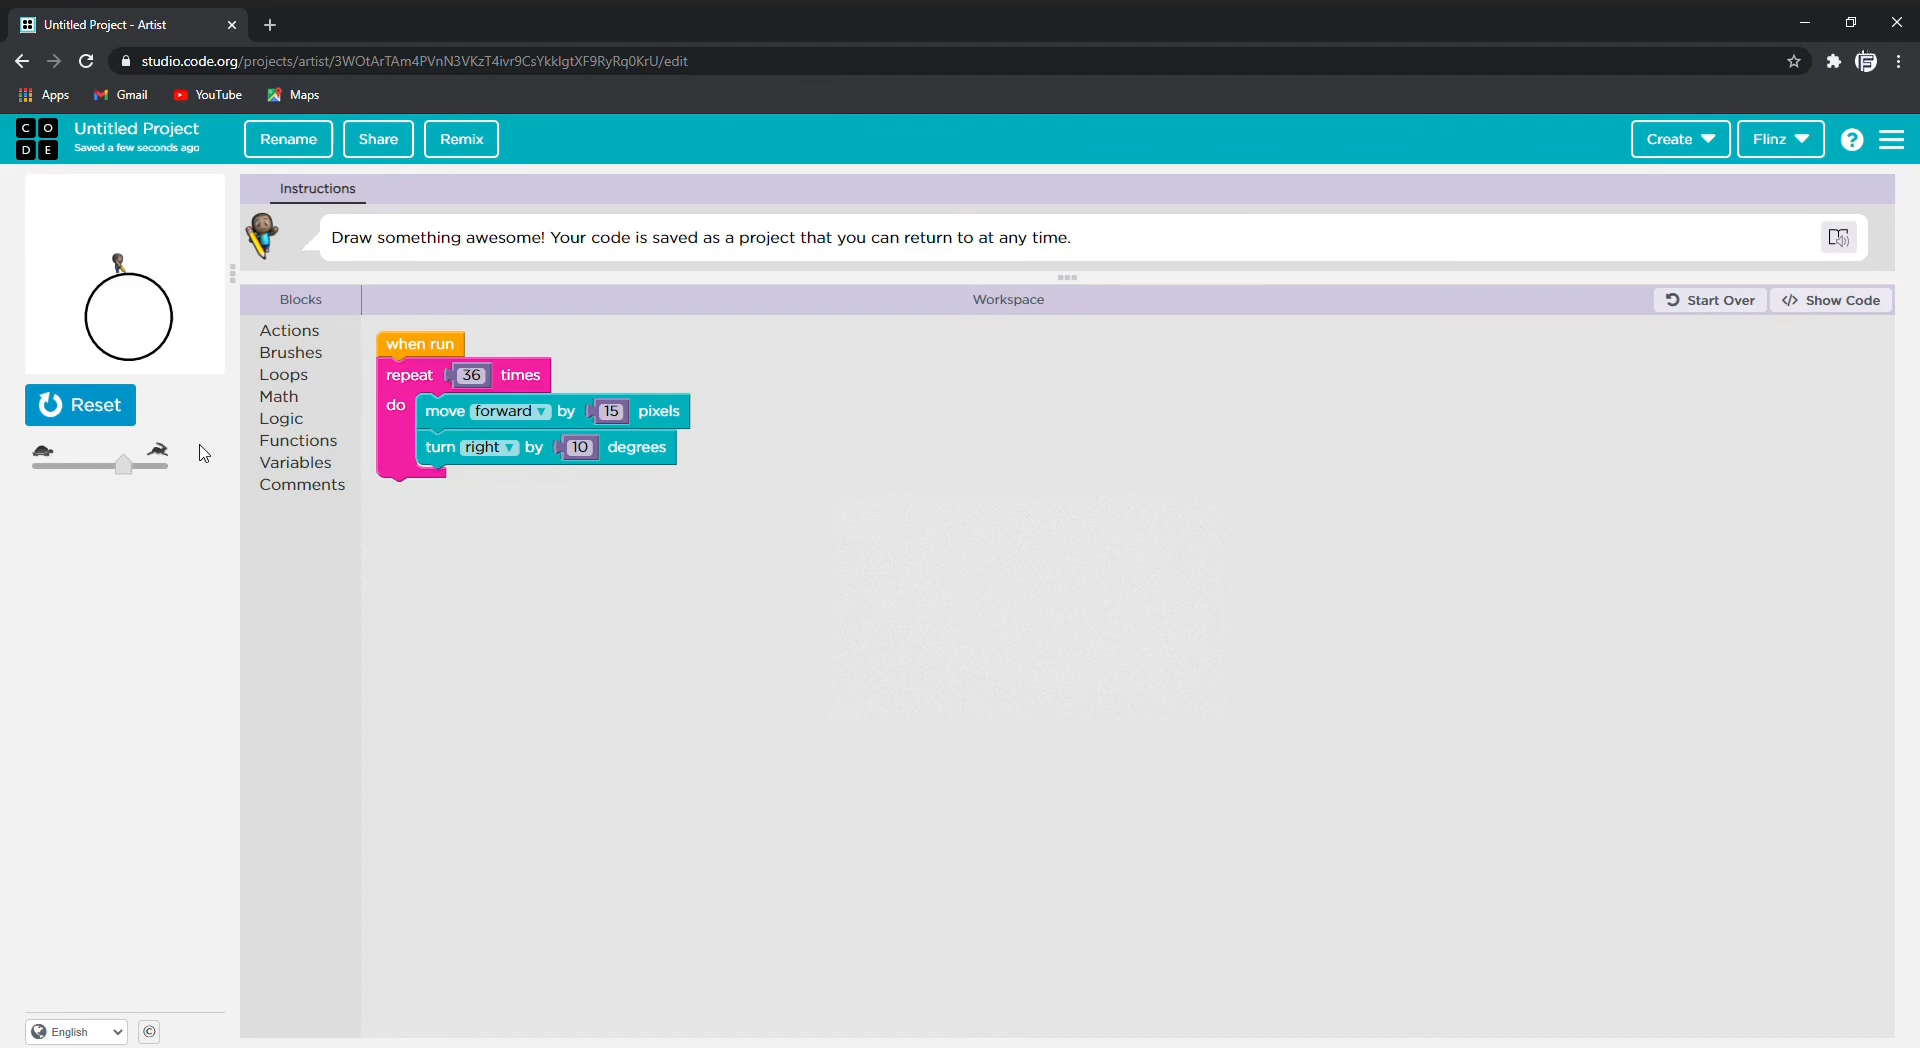 Untitled Project - Artist
studio.code.org/projects/artist/3WOtArTAm4PVnN3VKzT4ivr9CsYkklgtXF9RyRq0KrU/edit
Apps Gmail YouTube Maps
C O D E
Untitled Project
Saved a few seconds ago
Rename Share Remix
Create Flinz ?
Instructions
Draw something awesome! Your code is saved as a project that you can return to at any time.
Blocks Workspace Start Over </> Show Code
Actions
Brushes
Loops
Math
Logic
Functions
Variables
Comments
when run
repeat 36 times
do move forward by 15 pixels
turn right by 10 degrees
Reset
English ©